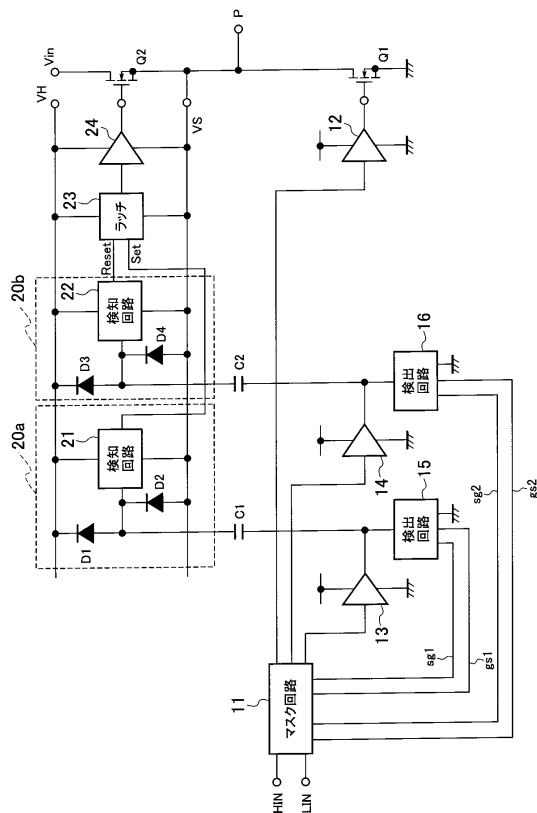 20a
20b
VH
Vin
Q2
P
D1
D2
21
検知
回路
D3
D4
22
検知
回路
Reset
Set
23
ラッチ
24
VS
C1
C2
12
Q1
HIN
LIN
11
マスク回路
13
14
15
検出
回路
16
検出
回路
sg1
gs1
sg2
gs2